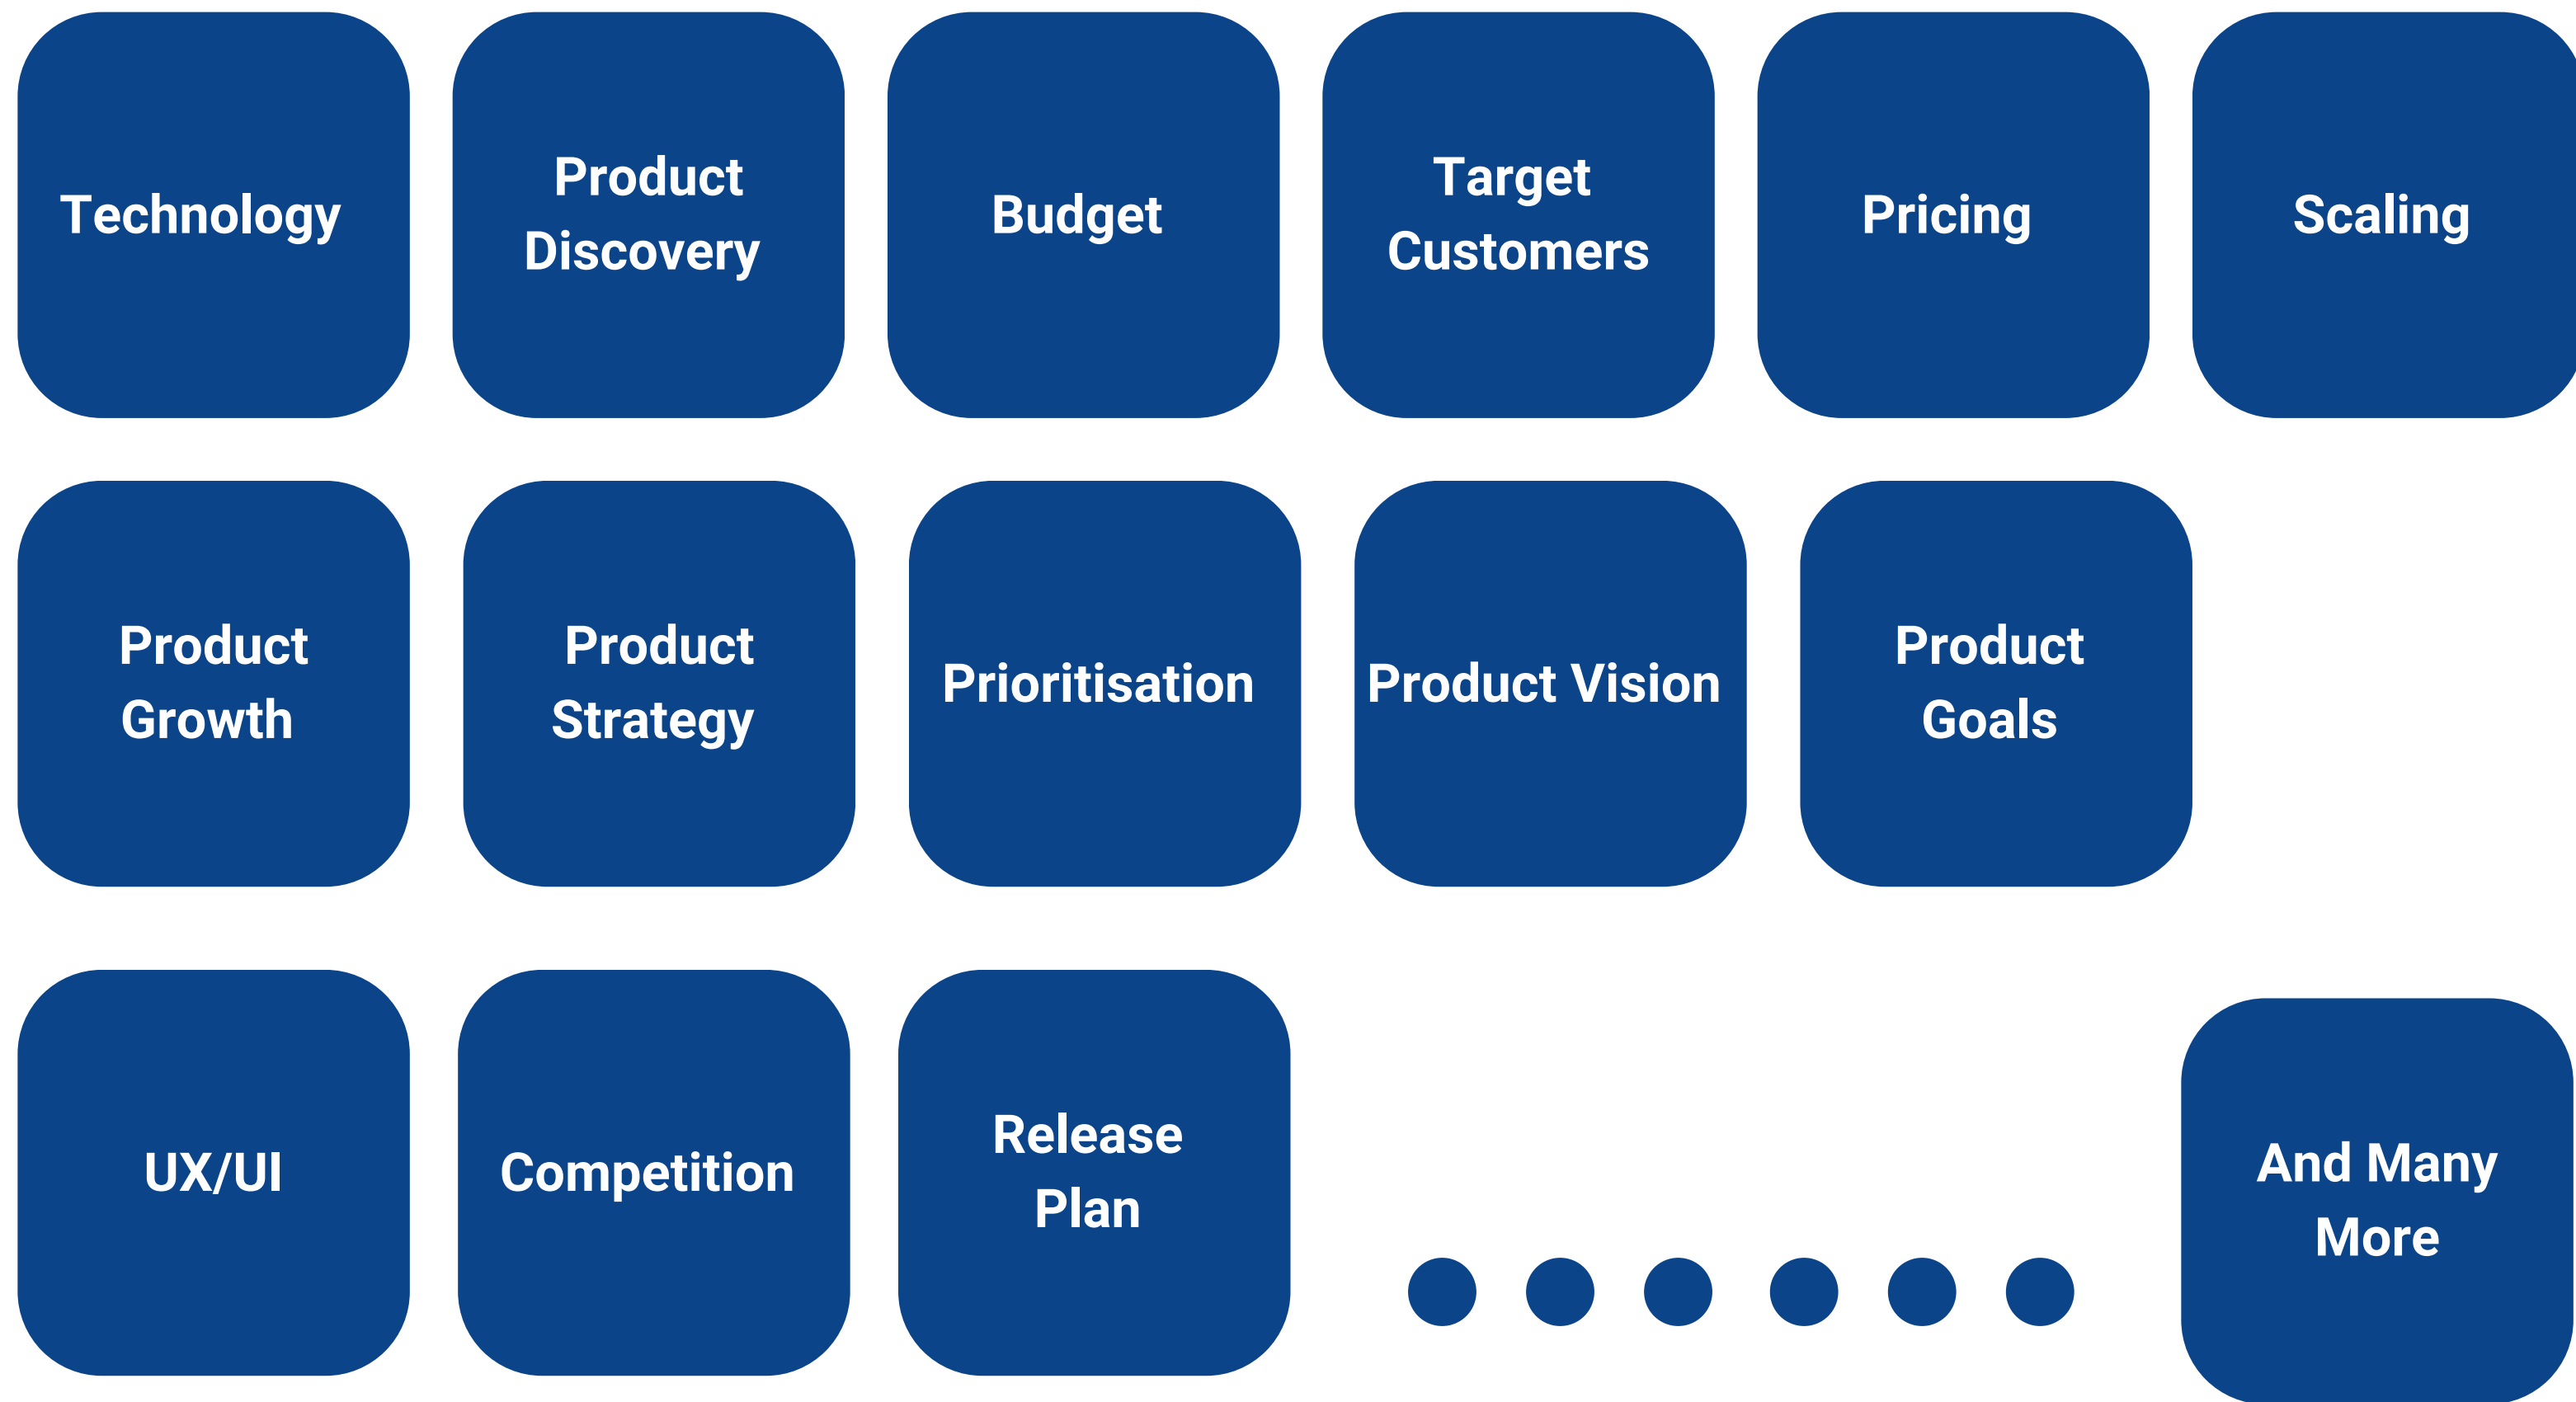 Technology
Product
Discovery
Budget
Target
Customers
Pricing
Scaling
Product
Growth
Product
Strategy
Prioritisation
Product Vision
Product
Goals
UX/UI
Competition
Release
Plan
And Many
More